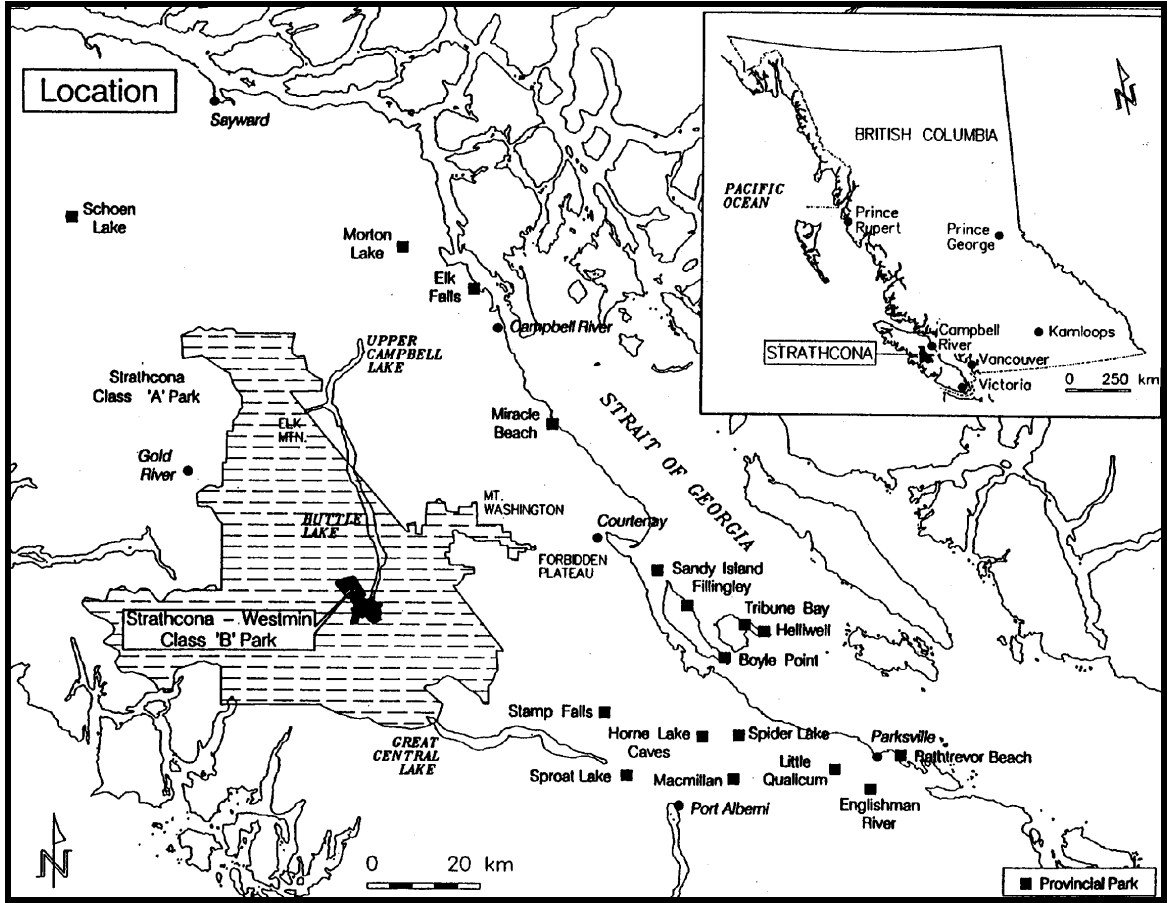 Location
Sayward
Schoen
Lake
Morton
Lake
Elk
Falls
Campbell River
UPPER
CAMPBELL
LAKE
Strathcona
Class 'A' Park
ELK
MTN.
Gold
River
Miracle
Beach
STRAIT OF GEORGIA
BUTTLE
LAKE
MT.
WASHINGTON
Courtenay
FORBIDDEN
PLATEAU
Sandy Island
Fillingley
Tribune Bay
Helliwell
Boyle Point
Strathcona - Westmin
Class 'B' Park
Stamp Falls
GREAT
CENTRAL
LAKE
Horne Lake
Caves
Spider Lake
Parksville
Rathtrevor Beach
Sproat Lake
Macmillan
Little
Qualicum
Port Alberni
Englishman
River
N
0 20 km
Provincial Park
N
BRITISH COLUMBIA
PACIFIC
OCEAN
Prince
Rupert
Prince
George
Campbell
River
Kamloops
STRATHCONA
Vancouver
Victoria
0 250 km